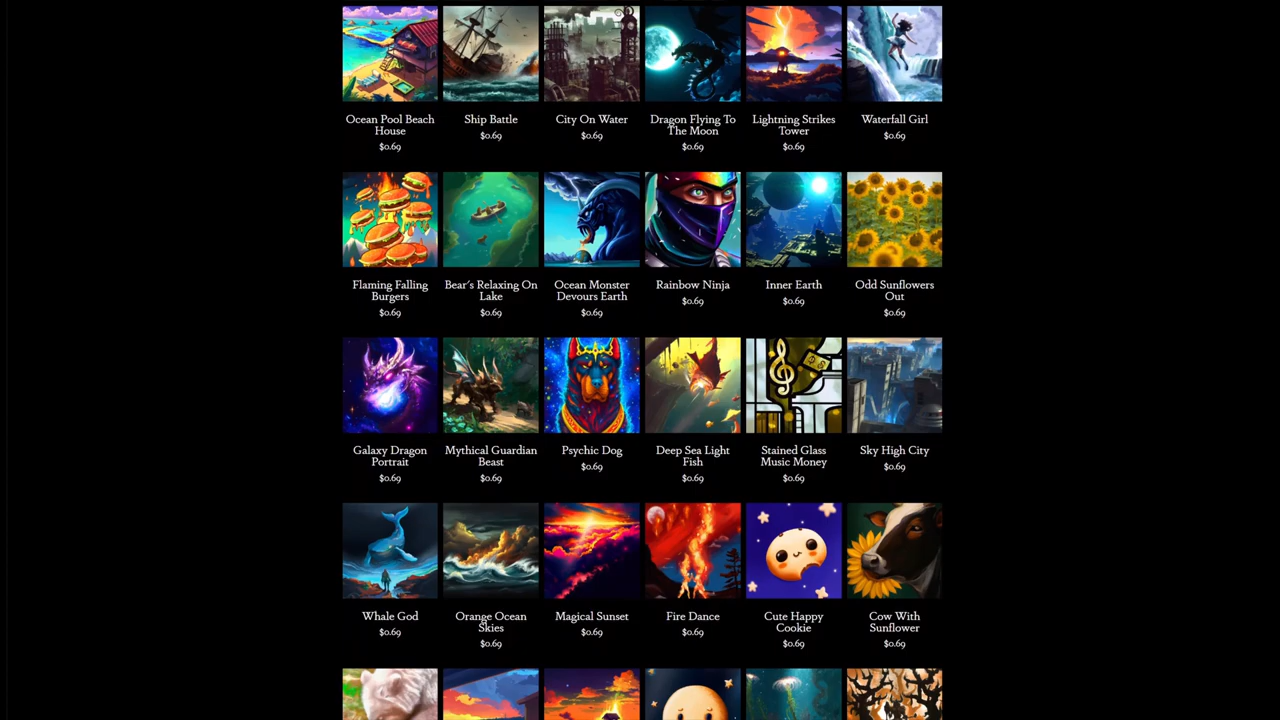 Ocean Pool Beach
House
$0.69
Ship Battle
$0.69
City On Water
$0.69
Dragon Flying To
The Moon
$0.69
Lightning Strikes
Tower
$0.69
Waterfall Girl
$0.69
Flaming Falling
Burgers
$0.69
Bear's Relaxing On
Lake
$0.69
Ocean Monster
Devours Earth
$0.69
Rainbow Ninja
$0.69
Inner Earth
$0.69
Odd Sunflowers
Out
$0.69
Galaxy Dragon
Portrait
$0.69
Mythical Guardian
Beast
$0.69
Psychic Dog
$0.69
Deep Sea Light
Fish
$0.69
Stained Glass
Music Money
$0.69
Sky High City
$0.69
Whale God
$0.69
Orange Ocean
Skies
$0.69
Magical Sunset
$0.69
Fire Dance
$0.69
Cute Happy
Cookie
$0.69
Cow With
Sunflower
$0.69